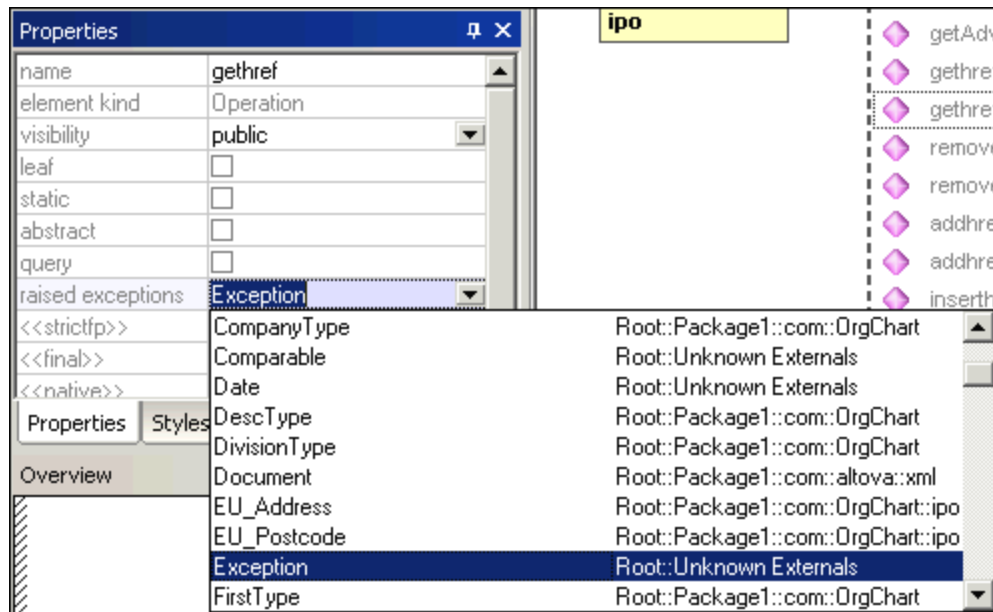 Properties
name gethref
element kind Operation
visibility public
leaf
static
abstract
query
raised exceptions Exception
<<strictfp>>
<<final>>
<<native>>
Properties Styles
Overview
CompanyType Root::Package1::com::OrgChart
Comparable Root::Unknown Externals
Date Root::Unknown Externals
DescType Root::Package1::com::OrgChart
DivisionType Root::Package1::com::OrgChart
Document Root::Package1::com::altova::xml
EU_Address Root::Package1::com::OrgChart::ipo
EU_Postcode Root::Package1::com::OrgChart::ipo
Exception Root::Unknown Externals
FirstType Root::Package1::com::OrgChart
ipo
getAdv
gethre
gethre
remove
remove
addhre
addhre
inserth